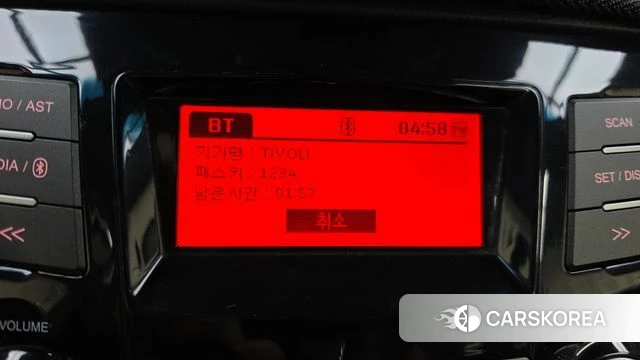 BT 04:58 PM
기기명 : TIVOLI
패스키 : 1234
남은시간 : 01:57
취소
IO / AST
DIA /
VOLUME
SCAN
SET / DIS
CARSKOREA